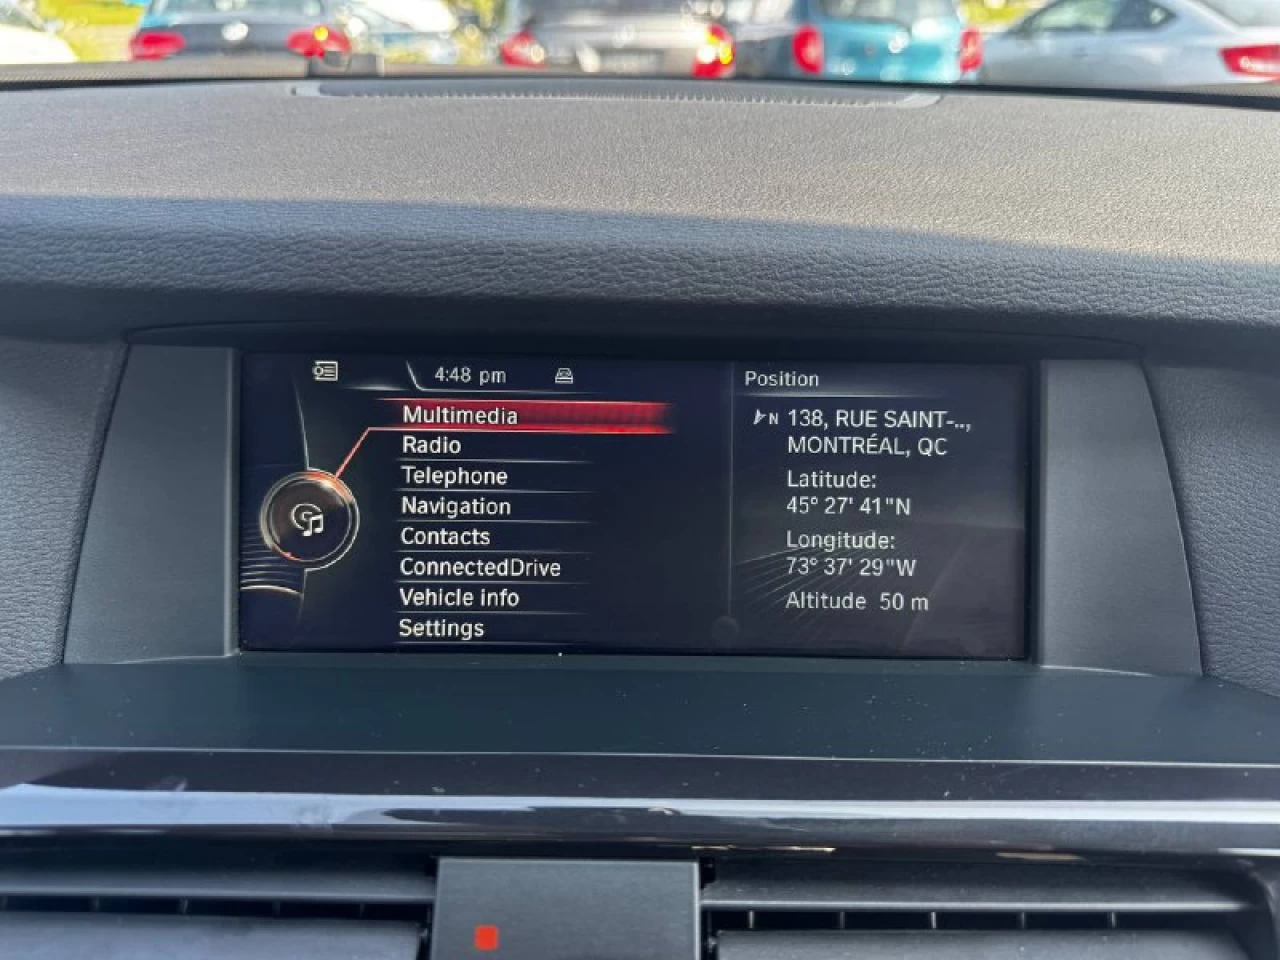 4:48 pm
Multimedia
Radio
Telephone
Navigation
Contacts
ConnectedDrive
Vehicle info
Settings
Position
N 138, RUE SAINT-..,
MONTRÉAL, QC
Latitude:
45° 27' 41"N
Longitude:
73° 37' 29"W
Altitude 50 m